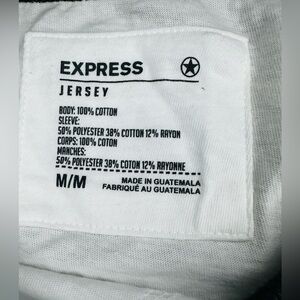 EXPRESS
JERSEY
BODY: 100% COTTON
SLEEVE:
50% POLYESTER 38% COTTON 12% RAYON
CORPS: 100% COTON
MANCHES:
50% POLYESTER 38% COTON 12% RAYONNE
M/M
MADE IN GUATEMALA
FABRIQUÉ AU GUATEMALA